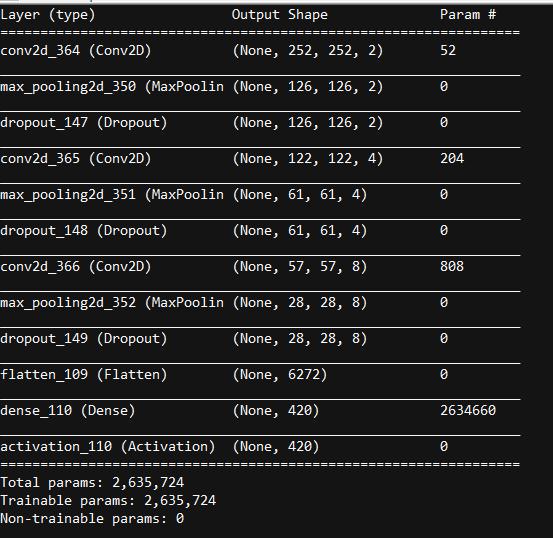 Layer (type) Output Shape Param #
=================================================================
conv2d_364 (Conv2D) (None, 252, 252, 2) 52
_________________________________________________________________
max_pooling2d_350 (MaxPoolin (None, 126, 126, 2) 0
_________________________________________________________________
dropout_147 (Dropout) (None, 126, 126, 2) 0
_________________________________________________________________
conv2d_365 (Conv2D) (None, 122, 122, 4) 204
_________________________________________________________________
max_pooling2d_351 (MaxPoolin (None, 61, 61, 4) 0
_________________________________________________________________
dropout_148 (Dropout) (None, 61, 61, 4) 0
_________________________________________________________________
conv2d_366 (Conv2D) (None, 57, 57, 8) 808
_________________________________________________________________
max_pooling2d_352 (MaxPoolin (None, 28, 28, 8) 0
_________________________________________________________________
dropout_149 (Dropout) (None, 28, 28, 8) 0
_________________________________________________________________
flatten_109 (Flatten) (None, 6272) 0
_________________________________________________________________
dense_110 (Dense) (None, 420) 2634660
_________________________________________________________________
activation_110 (Activation) (None, 420) 0
=================================================================
Total params: 2,635,724
Trainable params: 2,635,724
Non-trainable params: 0